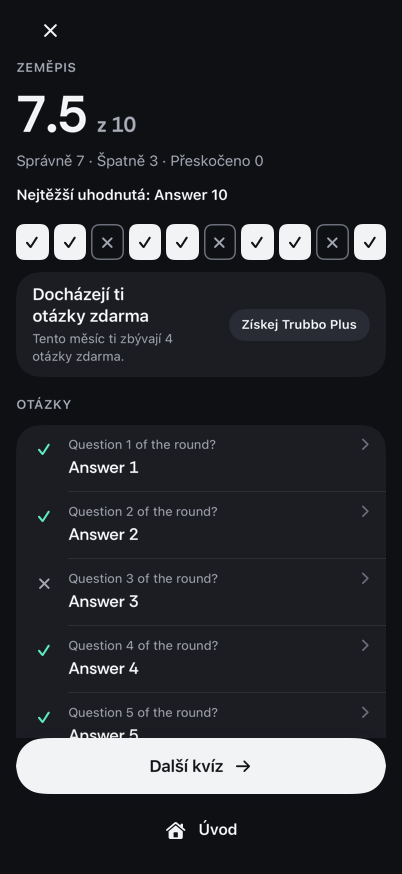 ZEMĚPIS
7.5 z 10
Správně 7 · Špatně 3 · Přeskočeno 0
Nejtěžší uhodnutá: Answer 10
Docházejí ti
otázky zdarma
Tento měsíc ti zbývají 4
otázky zdarma.
Získej Trubbo Plus
OTÁZKY
Question 1 of the round?
Answer 1
Question 2 of the round?
Answer 2
Question 3 of the round?
Answer 3
Question 4 of the round?
Answer 4
Question 5 of the round?
Answer 5
Další kvíz
Úvod